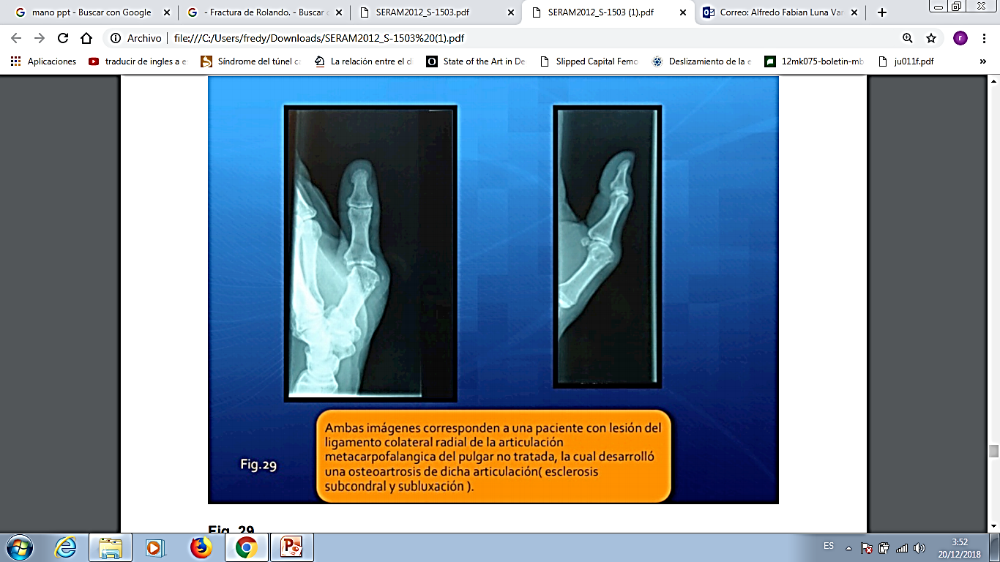 mano ppt - Buscar con Google
- Fractura de Rolando. - Buscar c
SERAM2012_S-1503.pdf
SERAM2012_S-1503 (1).pdf
Correo: Alfredo Fabian Luna Var
Archivo
file:///C:/Users/fredy/Downloads/SERAM2012_S-1503%20(1).pdf
r
Aplicaciones
traducir de ingles a e
Síndrome del túnel ca
La relación entre el di
State of the Art in De
Slipped Capital Femo
Deslizamiento de la e
12mk075-boletin-mb
ju011f.pdf
»
Ambas imágenes corresponden a una paciente con lesión del
ligamento colateral radial de la articulación
metacarpofalangica del pulgar no tratada, la cual desarrolló
una osteoartrosis de dicha articulación( esclerosis
subcondral y subluxación ).
Fig.29
Fig. 29
ES
3:52
20/12/2018